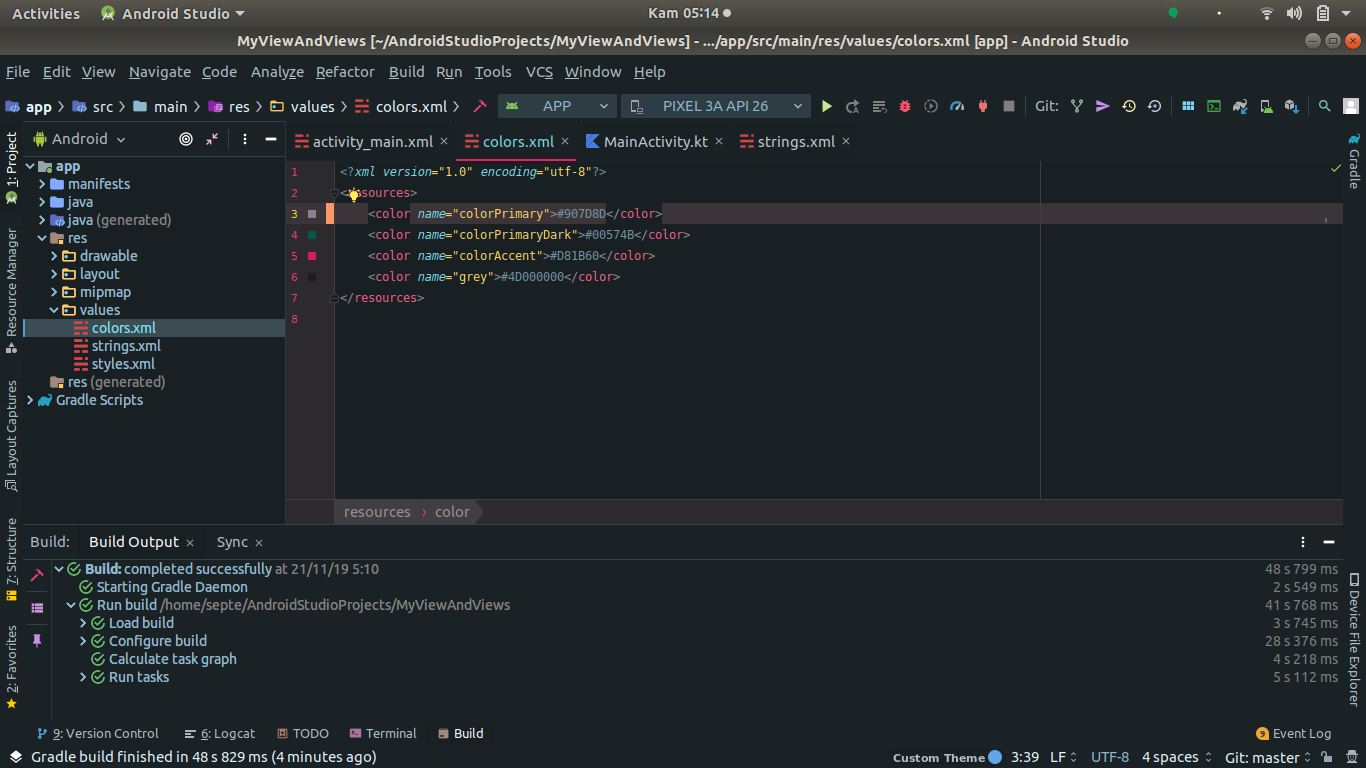 Activities Android Studio Kam 05:14
MyViewAndViews [~/AndroidStudioProjects/MyViewAndViews] - .../app/src/main/res/values/colors.xml [app] - Android Studio
File Edit View Navigate Code Analyze Refactor Build Run Tools VCS Window Help
app src main res values colors.xml APP PIXEL 3A API 26 Git:
1: Project
Resource Manager
Layout Captures
7: Structure
2: Favorites
Android
app
manifests
java
java (generated)
res
drawable
layout
mipmap
values
colors.xml
strings.xml
styles.xml
res (generated)
Gradle Scripts
activity_main.xml colors.xml MainActivity.kt strings.xml
1 <?xml version="1.0" encoding="utf-8"?>
2 <resources>
3 <color name="colorPrimary">#907D8D</color>
4 <color name="colorPrimaryDark">#00574B</color>
5 <color name="colorAccent">#D81B60</color>
6 <color name="grey">#4D000000</color>
7 </resources>
8
resources › color
Gradle
Device File Explorer
Build: Build Output Sync
Build: completed successfully at 21/11/19 5:10 48 s 799 ms
Starting Gradle Daemon 2 s 549 ms
Run build /home/septe/AndroidStudioProjects/MyViewAndViews 41 s 768 ms
Load build 3 s 745 ms
Configure build 28 s 376 ms
Calculate task graph 4 s 218 ms
Run tasks 5 s 112 ms
9: Version Control 6: Logcat TODO Terminal Build 9 Event Log
Gradle build finished in 48 s 829 ms (4 minutes ago) Custom Theme 3:39 LF UTF-8 4 spaces Git: master